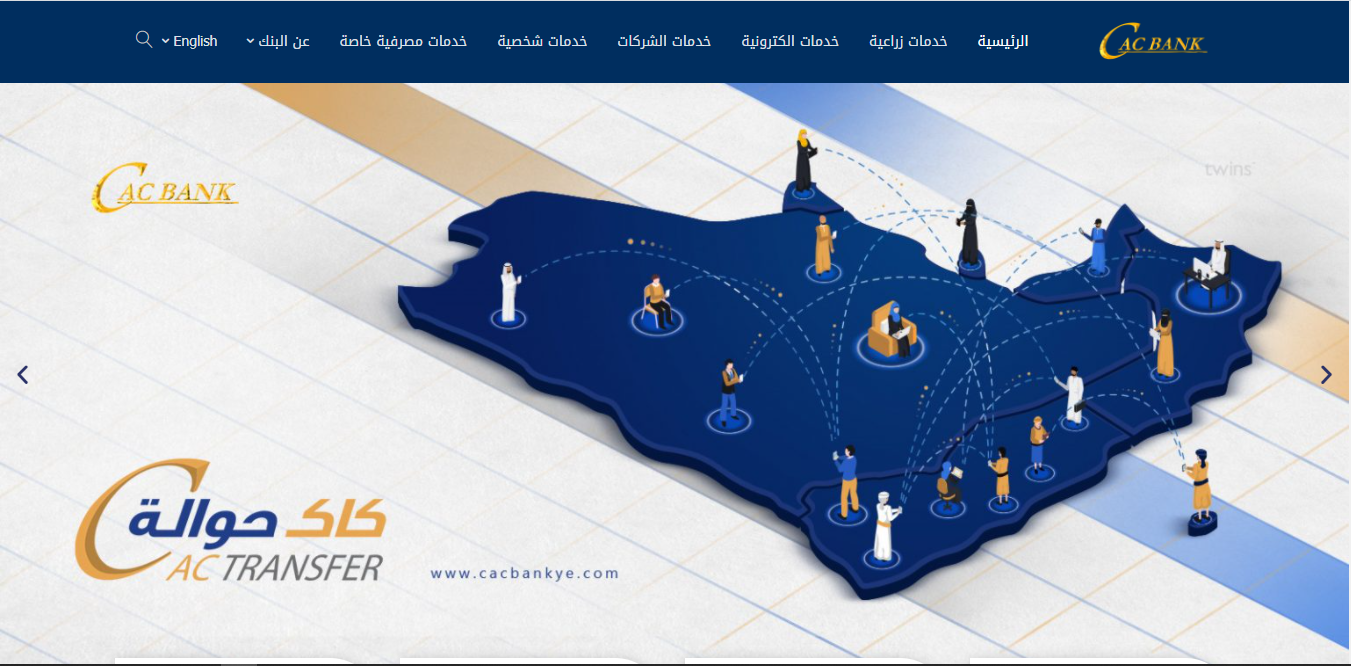 CAC BANK
الرئيسية
خدمات زراعية
خدمات الكترونية
خدمات الشركات
خدمات شخصية
خدمات مصرفية خاصة
عن البنك
English
twins
CAC BANK
كاك حوالة
CAC TRANSFER
www.cacbankye.com